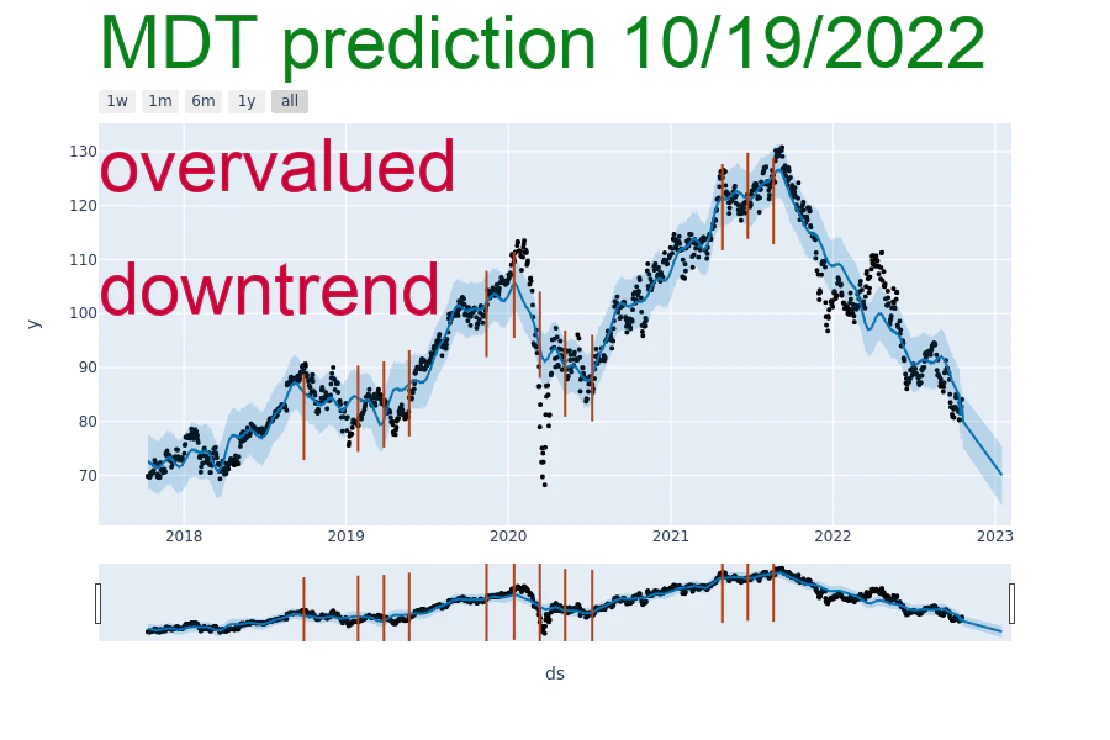 MDT prediction 10/19/2022
1w 1m 6m 1y all
130
overvalued
120
110
downtrend
100
y
90
80
70
2018 2019 2020 2021 2022 2023
ds